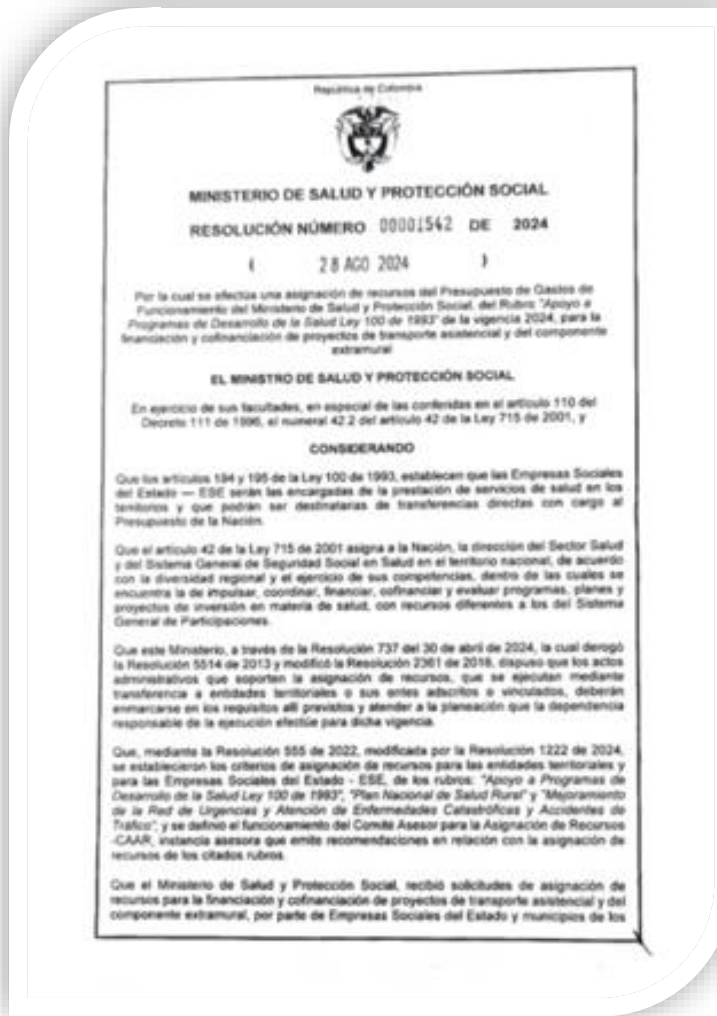 República de Colombia
MINISTERIO DE SALUD Y PROTECCIÓN SOCIAL
RESOLUCIÓN NÚMERO 00001542 DE 2024
( 28 AGO 2024 )
Por la cual se efectúa una asignación de recursos del Presupuesto de Gastos de
Funcionamiento del Ministerio de Salud y Protección Social, del Rubro "Apoyo a
Programas de Desarrollo de la Salud Ley 100 de 1993" de la vigencia 2024, para la
financiación y cofinanciación de proyectos de transporte asistencial y del componente
extramural
EL MINISTRO DE SALUD Y PROTECCIÓN SOCIAL
En ejercicio de sus facultades, en especial de las conferidas en el artículo 110 del
Decreto 111 de 1996, el numeral 42.2 del artículo 42 de la Ley 715 de 2001, y
CONSIDERANDO
Que los artículos 194 y 195 de la Ley 100 de 1993, establecen que las Empresas Sociales
del Estado — ESE serán las encargadas de la prestación de servicios de salud en los
territorios y que podrán ser destinatarias de transferencias directas con cargo al
Presupuesto de la Nación.
Que el artículo 42 de la Ley 715 de 2001 asigna a la Nación, la dirección del Sector Salud
y del Sistema General de Seguridad Social en Salud en el territorio nacional, de acuerdo
con la diversidad regional y el ejercicio de sus competencias, dentro de las cuales se
encuentra la de impulsar, coordinar, financiar, cofinanciar y evaluar programas, planes y
proyectos de inversión en materia de salud, con recursos diferentes a los del Sistema
General de Participaciones.
Que este Ministerio, a través de la Resolución 737 del 30 de abril de 2024, la cual derogó
la Resolución 5514 de 2013 y modificó la Resolución 2361 de 2016, dispuso que los actos
administrativos que soporten la asignación de recursos, que se ejecutan mediante
transferencia a entidades territoriales o sus entes adscritos o vinculados, deberán
enmarcarse en los requisitos allí previstos y atender a la planeación que la dependencia
responsable de la ejecución efectúe para dicha vigencia.
Que, mediante la Resolución 555 de 2022, modificada por la Resolución 1222 de 2024,
se establecieron los criterios de asignación de recursos para las entidades territoriales y
para las Empresas Sociales del Estado - ESE, de los rubros: "Apoyo a Programas de
Desarrollo de la Salud Ley 100 de 1993", "Plan Nacional de Salud Rural" y "Mejoramiento
de la Red de Urgencias y Atención de Enfermedades Catastróficas y Accidentes de
Tráfico"; y se definió el funcionamiento del Comité Asesor para la Asignación de Recursos
-CAAR, instancia asesora que emite recomendaciones en relación con la asignación de
recursos de los citados rubros.
Que el Ministerio de Salud y Protección Social, recibió solicitudes de asignación de
recursos para la financiación y cofinanciación de proyectos de transporte asistencial y del
componente extramural, por parte de Empresas Sociales del Estado y municipios de los